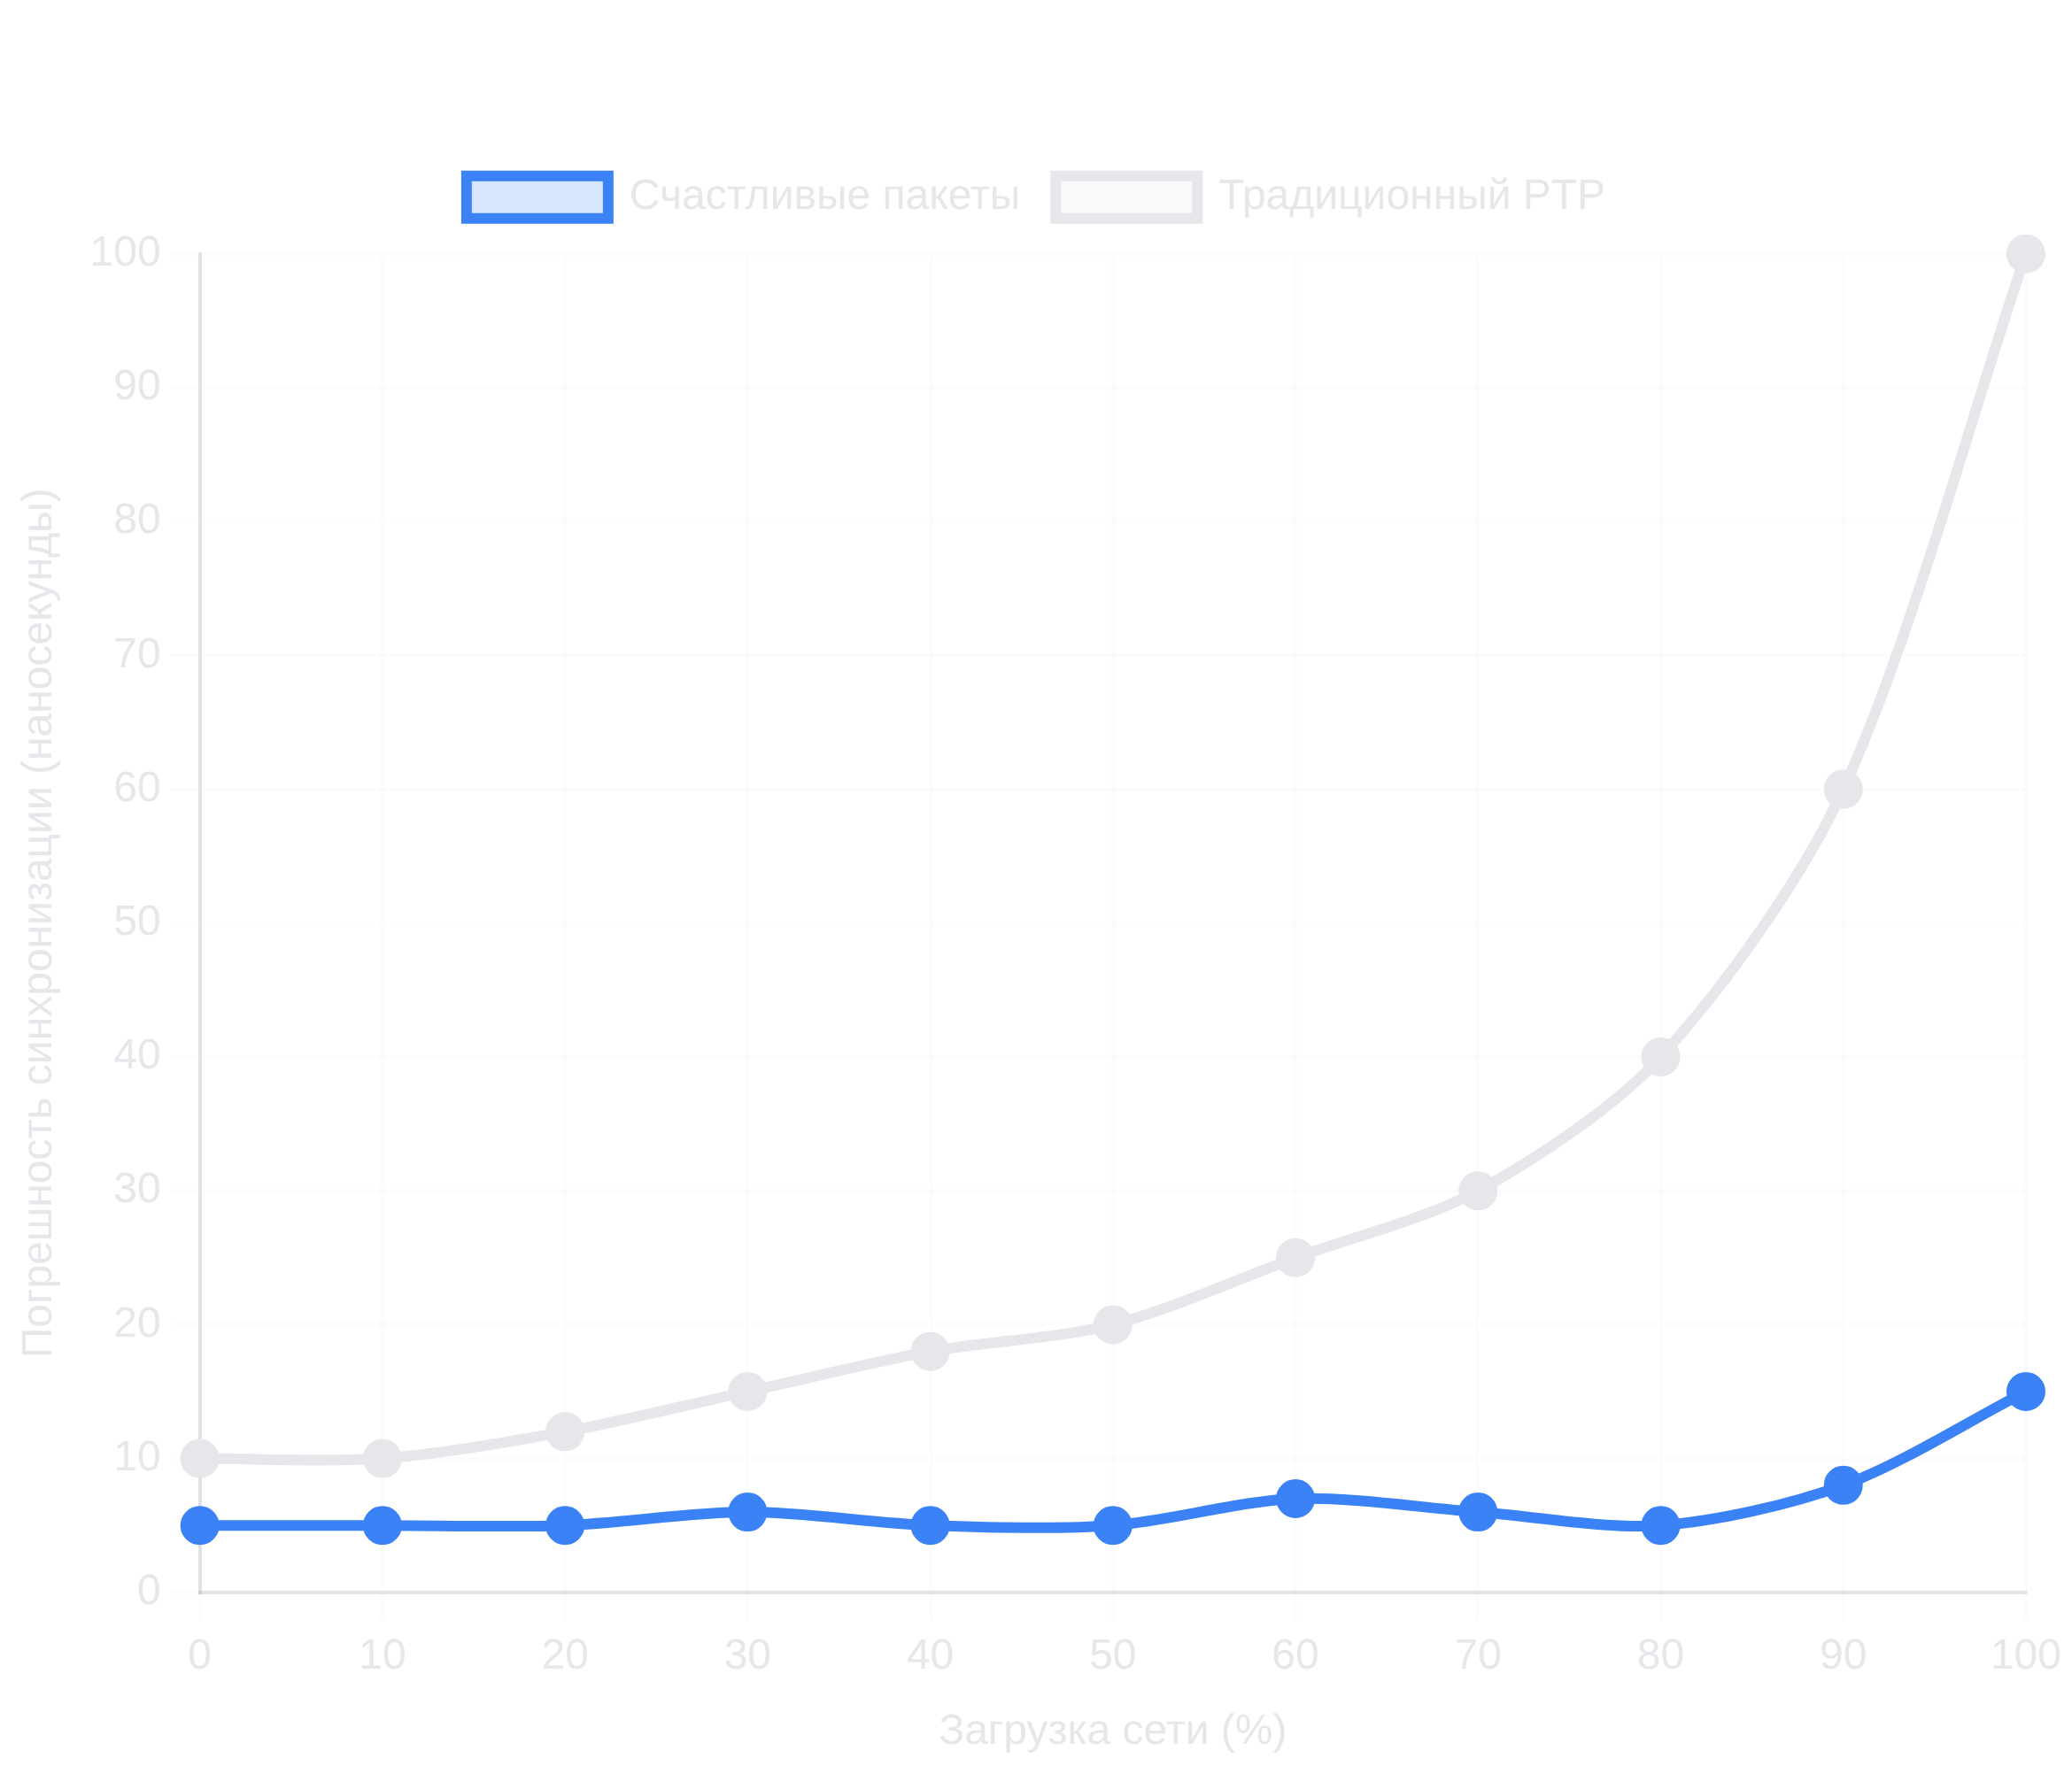 Счастливые пакеты
Традиционный PTP
Погрешность синхронизации (наносекунды)
100
90
80
70
60
50
40
30
20
10
0
0 10 20 30 40 50 60 70 80 90 100
Загрузка сети (%)